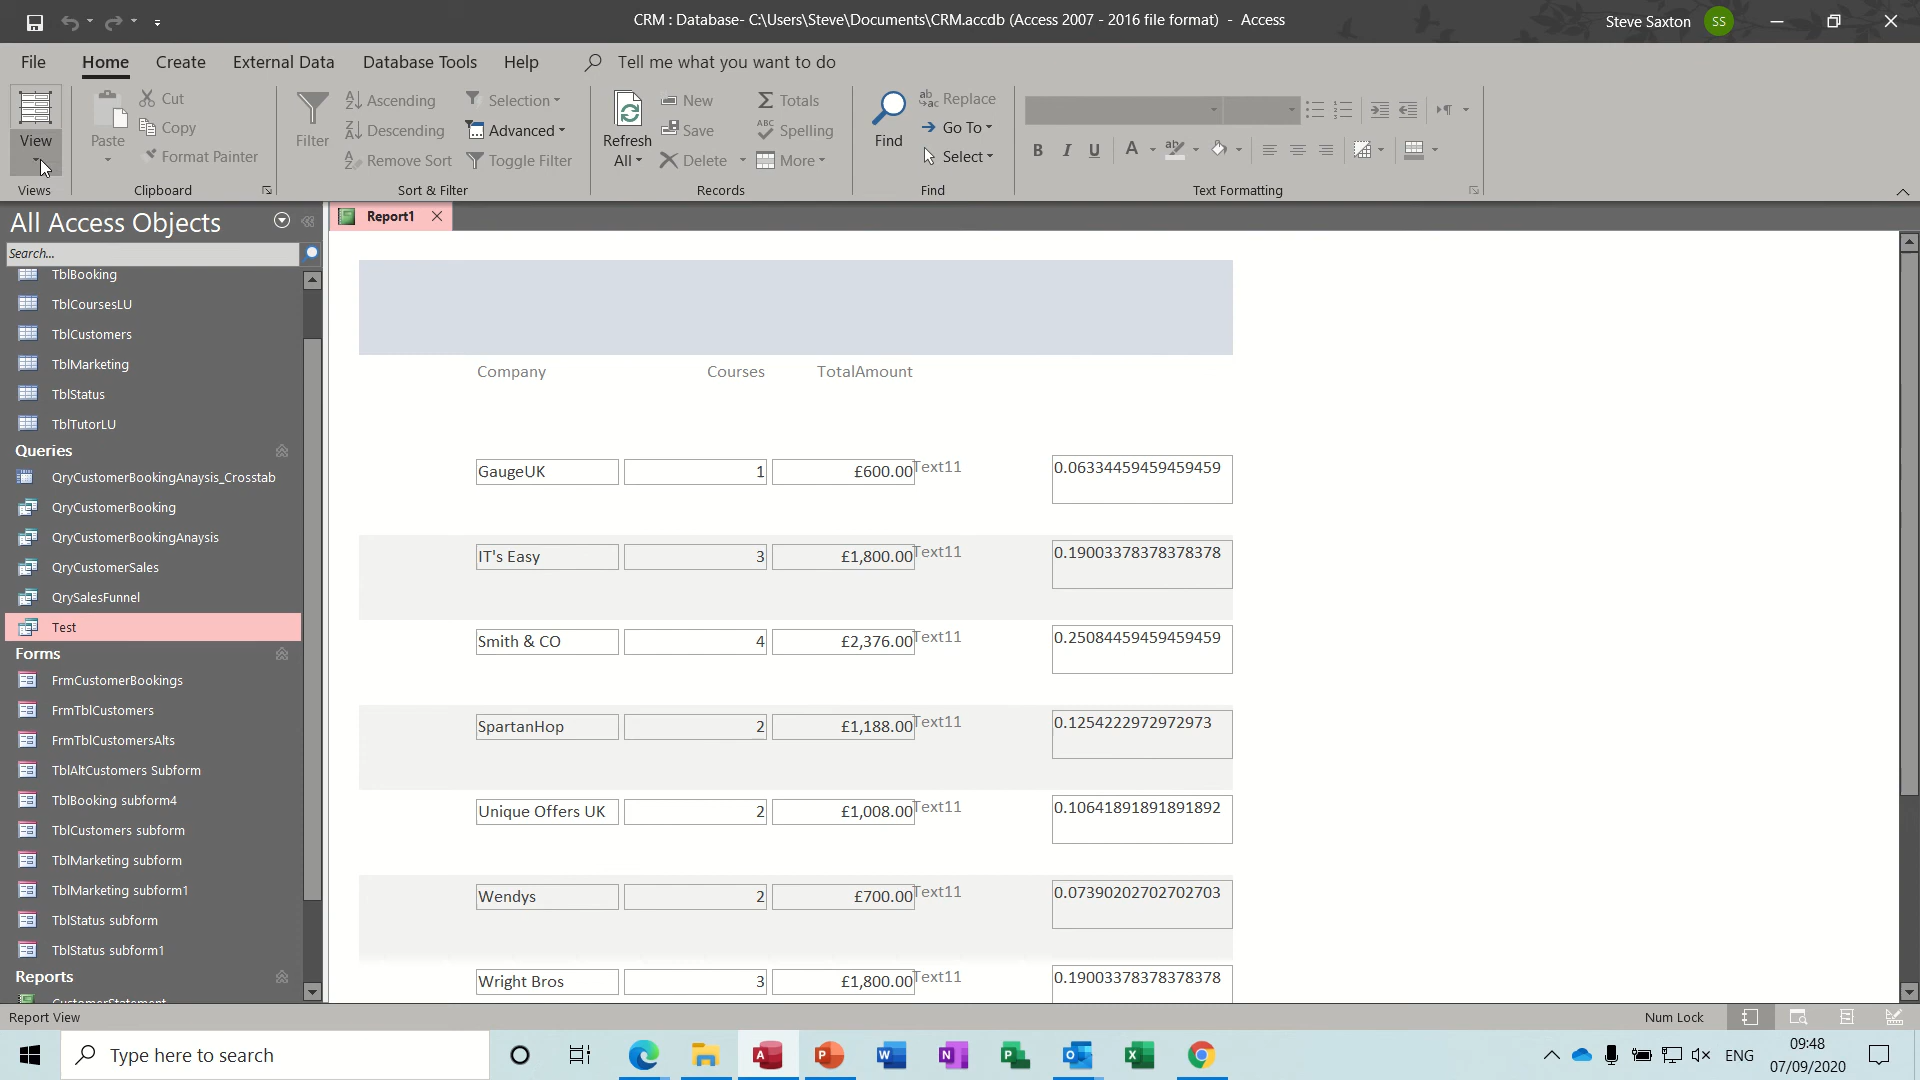 CRM : Database- C:\Users\Steve\Documents\CRM.accdb (Access 2007 - 2016 file format) - Access
Steve Saxton
SS
File Home Create External Data Database Tools Help Tell me what you want to do
View
Views
Paste
Cut
Copy
Format Painter
Clipboard
Filter
Ascending
Descending
Remove Sort
Selection
Advanced
Toggle Filter
Sort & Filter
Refresh
All
New
Save
Delete
Totals
Spelling
More
Records
Find
Replace
Go To
Select
Find
B I U A
Text Formatting
All Access Objects
Search...
TblBooking
TblCoursesLU
TblCustomers
TblMarketing
TblStatus
TblTutorLU
Queries
QryCustomerBookingAnaysis_Crosstab
QryCustomerBooking
QryCustomerBookingAnaysis
QryCustomerSales
QrySalesFunnel
Test
Forms
FrmCustomerBookings
FrmTblCustomers
FrmTblCustomersAlts
TblAltCustomers Subform
TblBooking subform4
TblCustomers subform
TblMarketing subform
TblMarketing subform1
TblStatus subform
TblStatus subform1
Reports
CustomerStatement
Report1
Company Courses TotalAmount
GaugeUK 1 £600.00 Text11 0.06334459459459459
IT's Easy 3 £1,800.00 Text11 0.19003378378378378
Smith & CO 4 £2,376.00 Text11 0.25084459459459459
SpartanHop 2 £1,188.00 Text11 0.1254222972972973
Unique Offers UK 2 £1,008.00 Text11 0.10641891891891892
Wendys 2 £700.00 Text11 0.07390202702702703
Wright Bros 3 £1,800.00 Text11 0.19003378378378378
Report View
Num Lock
Type here to search
ENG
09:48
07/09/2020